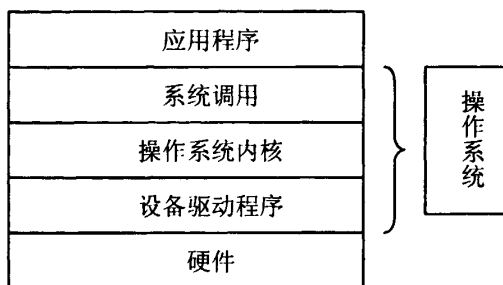 应用程序
系统调用
操作系统内核
设备驱动程序
硬件
操作系统